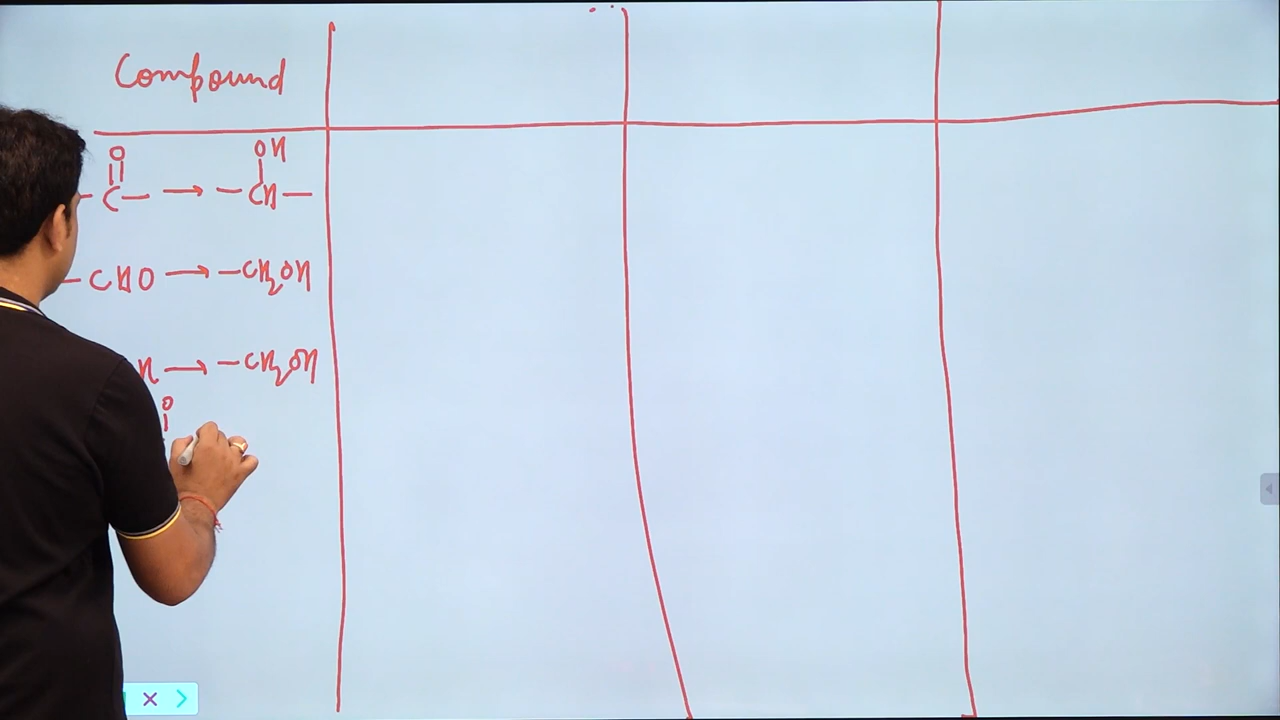 Compound
O OH
-C- → -CH-
-CHO → -CH₂OH
H → -CH₂OH
O